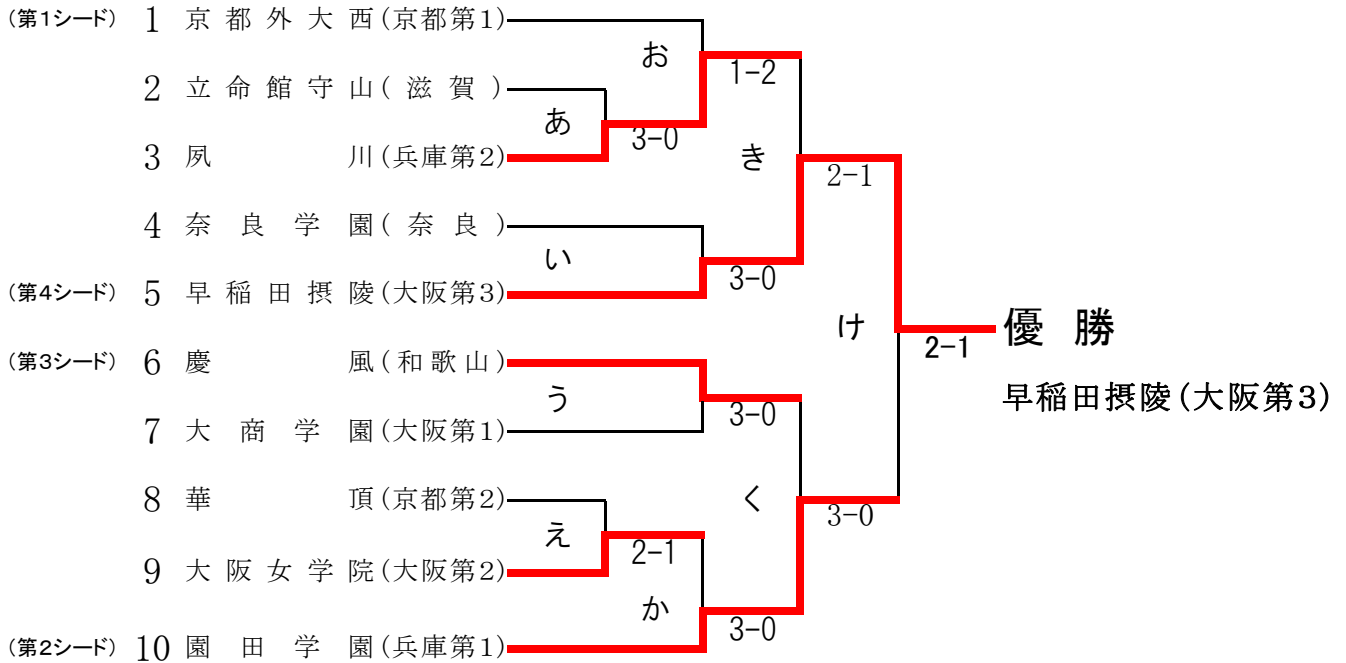 (第1シード) 1 京都外大西(京都第1)
お
1-2
2 立命館守山(滋賀)
あ
3-0
3 夙川(兵庫第2)
き
2-1
4 奈良学園(奈良)
い
3-0
(第4シード) 5 早稲田摂陵(大阪第3)
け
2-1
優勝
早稲田摂陵(大阪第3)
(第3シード) 6 慶風(和歌山)
う
3-0
7 大商学園(大阪第1)
8 華頂(京都第2)
く
3-0
え
2-1
9 大阪女学院(大阪第2)
か
3-0
(第2シード) 10 園田学園(兵庫第1)